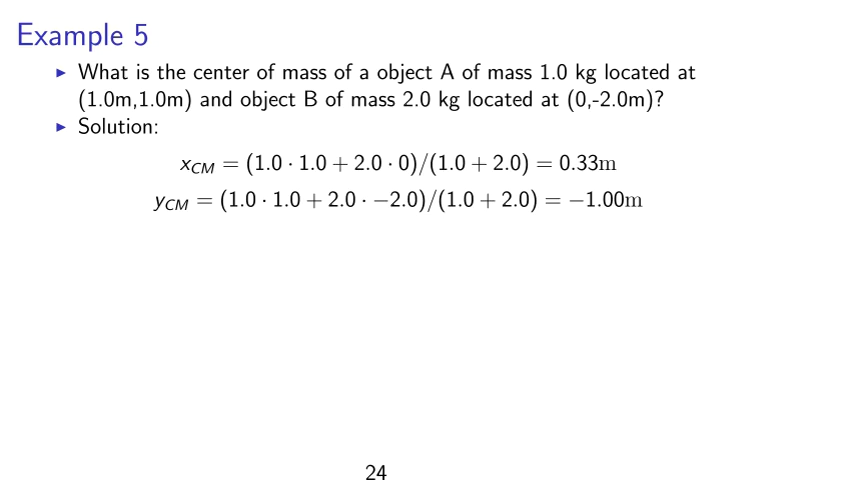 Example 5
▶ What is the center of mass of a object A of mass 1.0 kg located at
(1.0m,1.0m) and object B of mass 2.0 kg located at (0,-2.0m)?
▶ Solution:
x_CM = (1.0 · 1.0 + 2.0 · 0)/(1.0 + 2.0) = 0.33m
y_CM = (1.0 · 1.0 + 2.0 · −2.0)/(1.0 + 2.0) = −1.00m
24